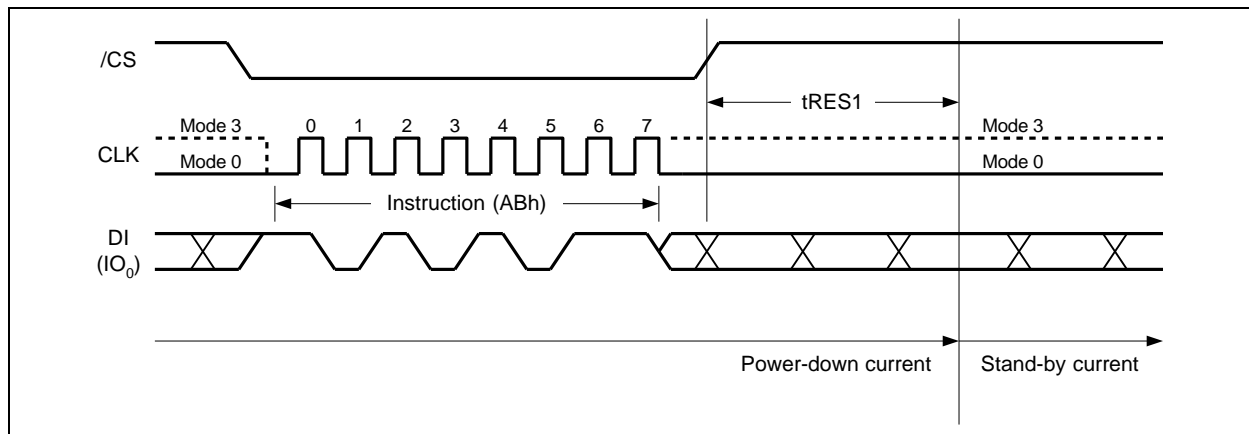 /CS
tRES1
Mode 3 0 1 2 3 4 5 6 7 Mode 3
CLK
Mode 0 Mode 0
Instruction (ABh)
DI
(IO0)
Power-down current Stand-by current